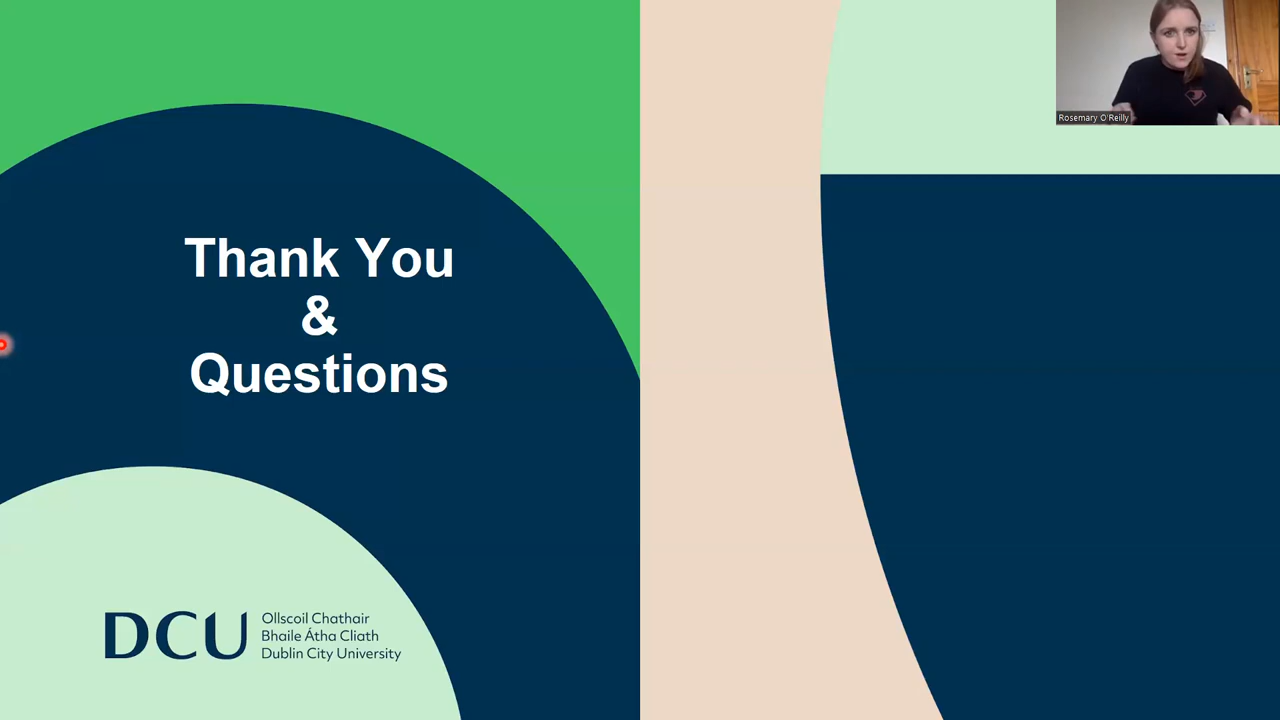 Thank You
&
Questions
DCU
Ollscoil Chathair
Bhaile Átha Cliath
Dublin City University
Rosemary O'Reilly